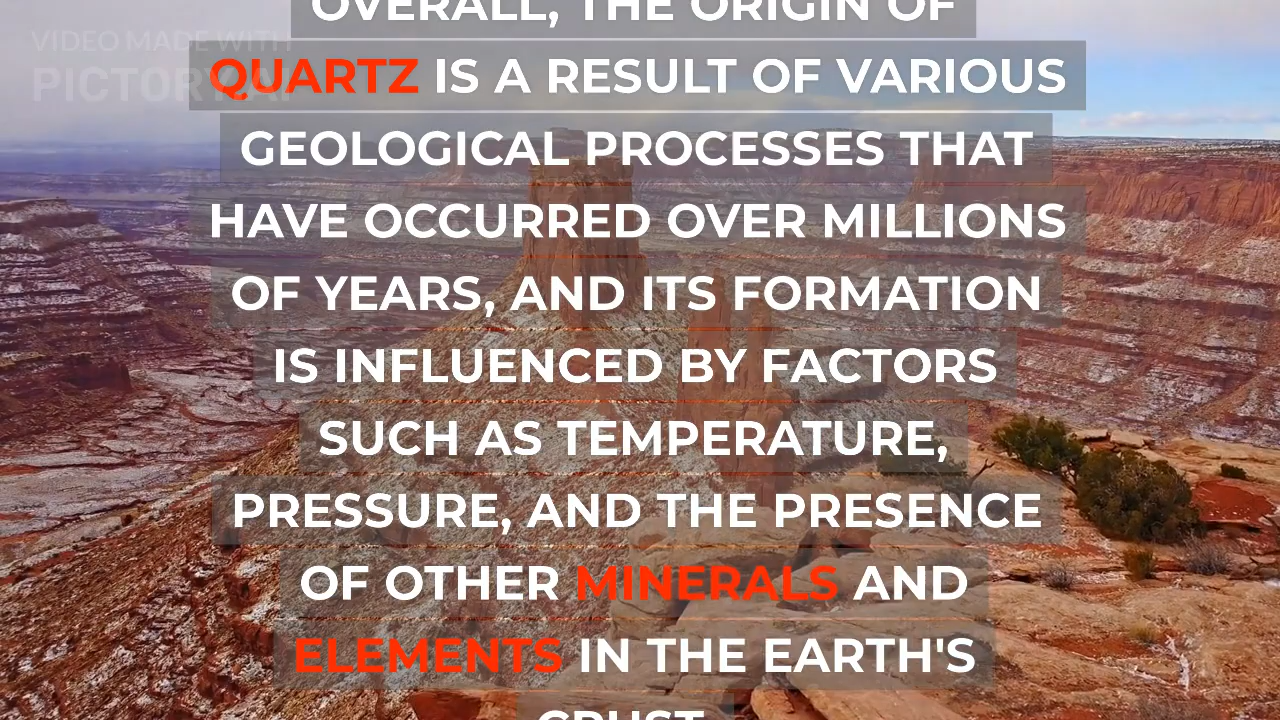 VIDEO MADE WITH
PICTORY.AI
OVERALL, THE ORIGIN OF
QUARTZ IS A RESULT OF VARIOUS
GEOLOGICAL PROCESSES THAT
HAVE OCCURRED OVER MILLIONS
OF YEARS, AND ITS FORMATION
IS INFLUENCED BY FACTORS
SUCH AS TEMPERATURE,
PRESSURE, AND THE PRESENCE
OF OTHER MINERALS AND
ELEMENTS IN THE EARTH'S
CRUST.